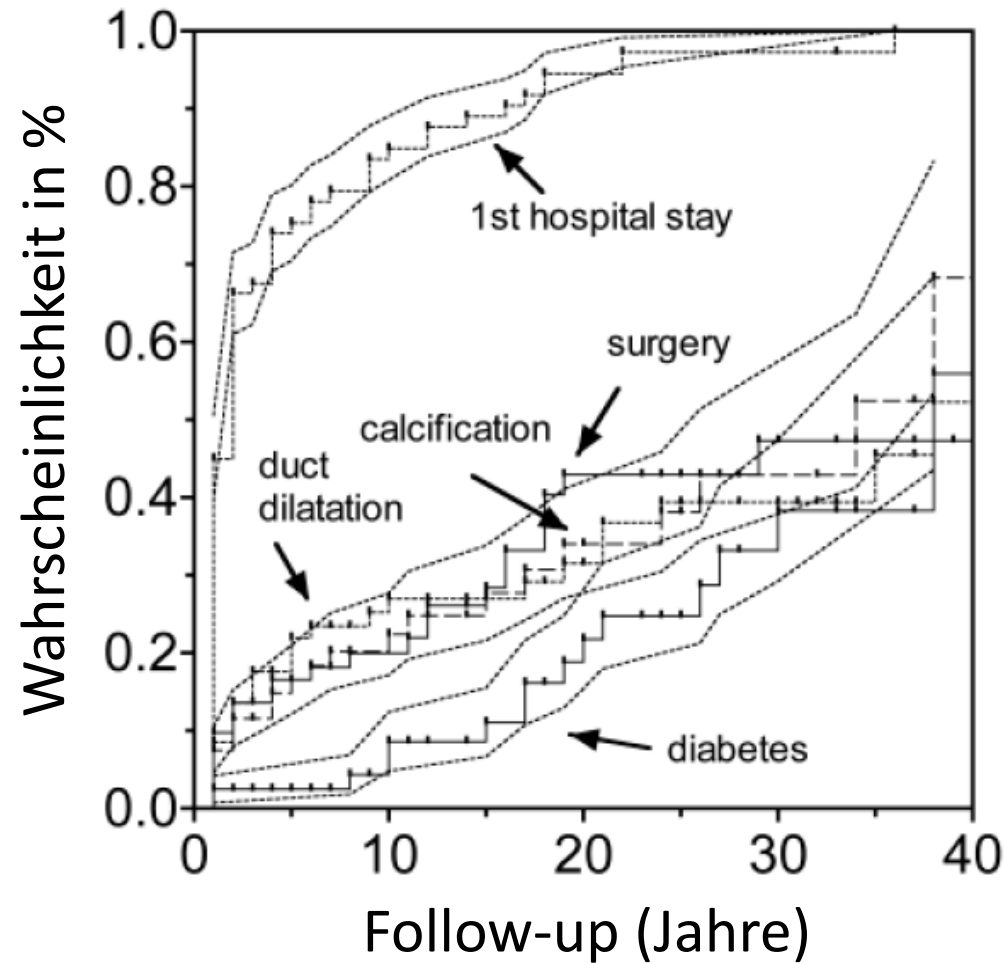 Wahrscheinlichkeit in %
1.0
0.8
0.6
0.4
0.2
0.0
1st hospital stay
surgery
calcification
duct
dilatation
diabetes
0 10 20 30 40
Follow-up (Jahre)